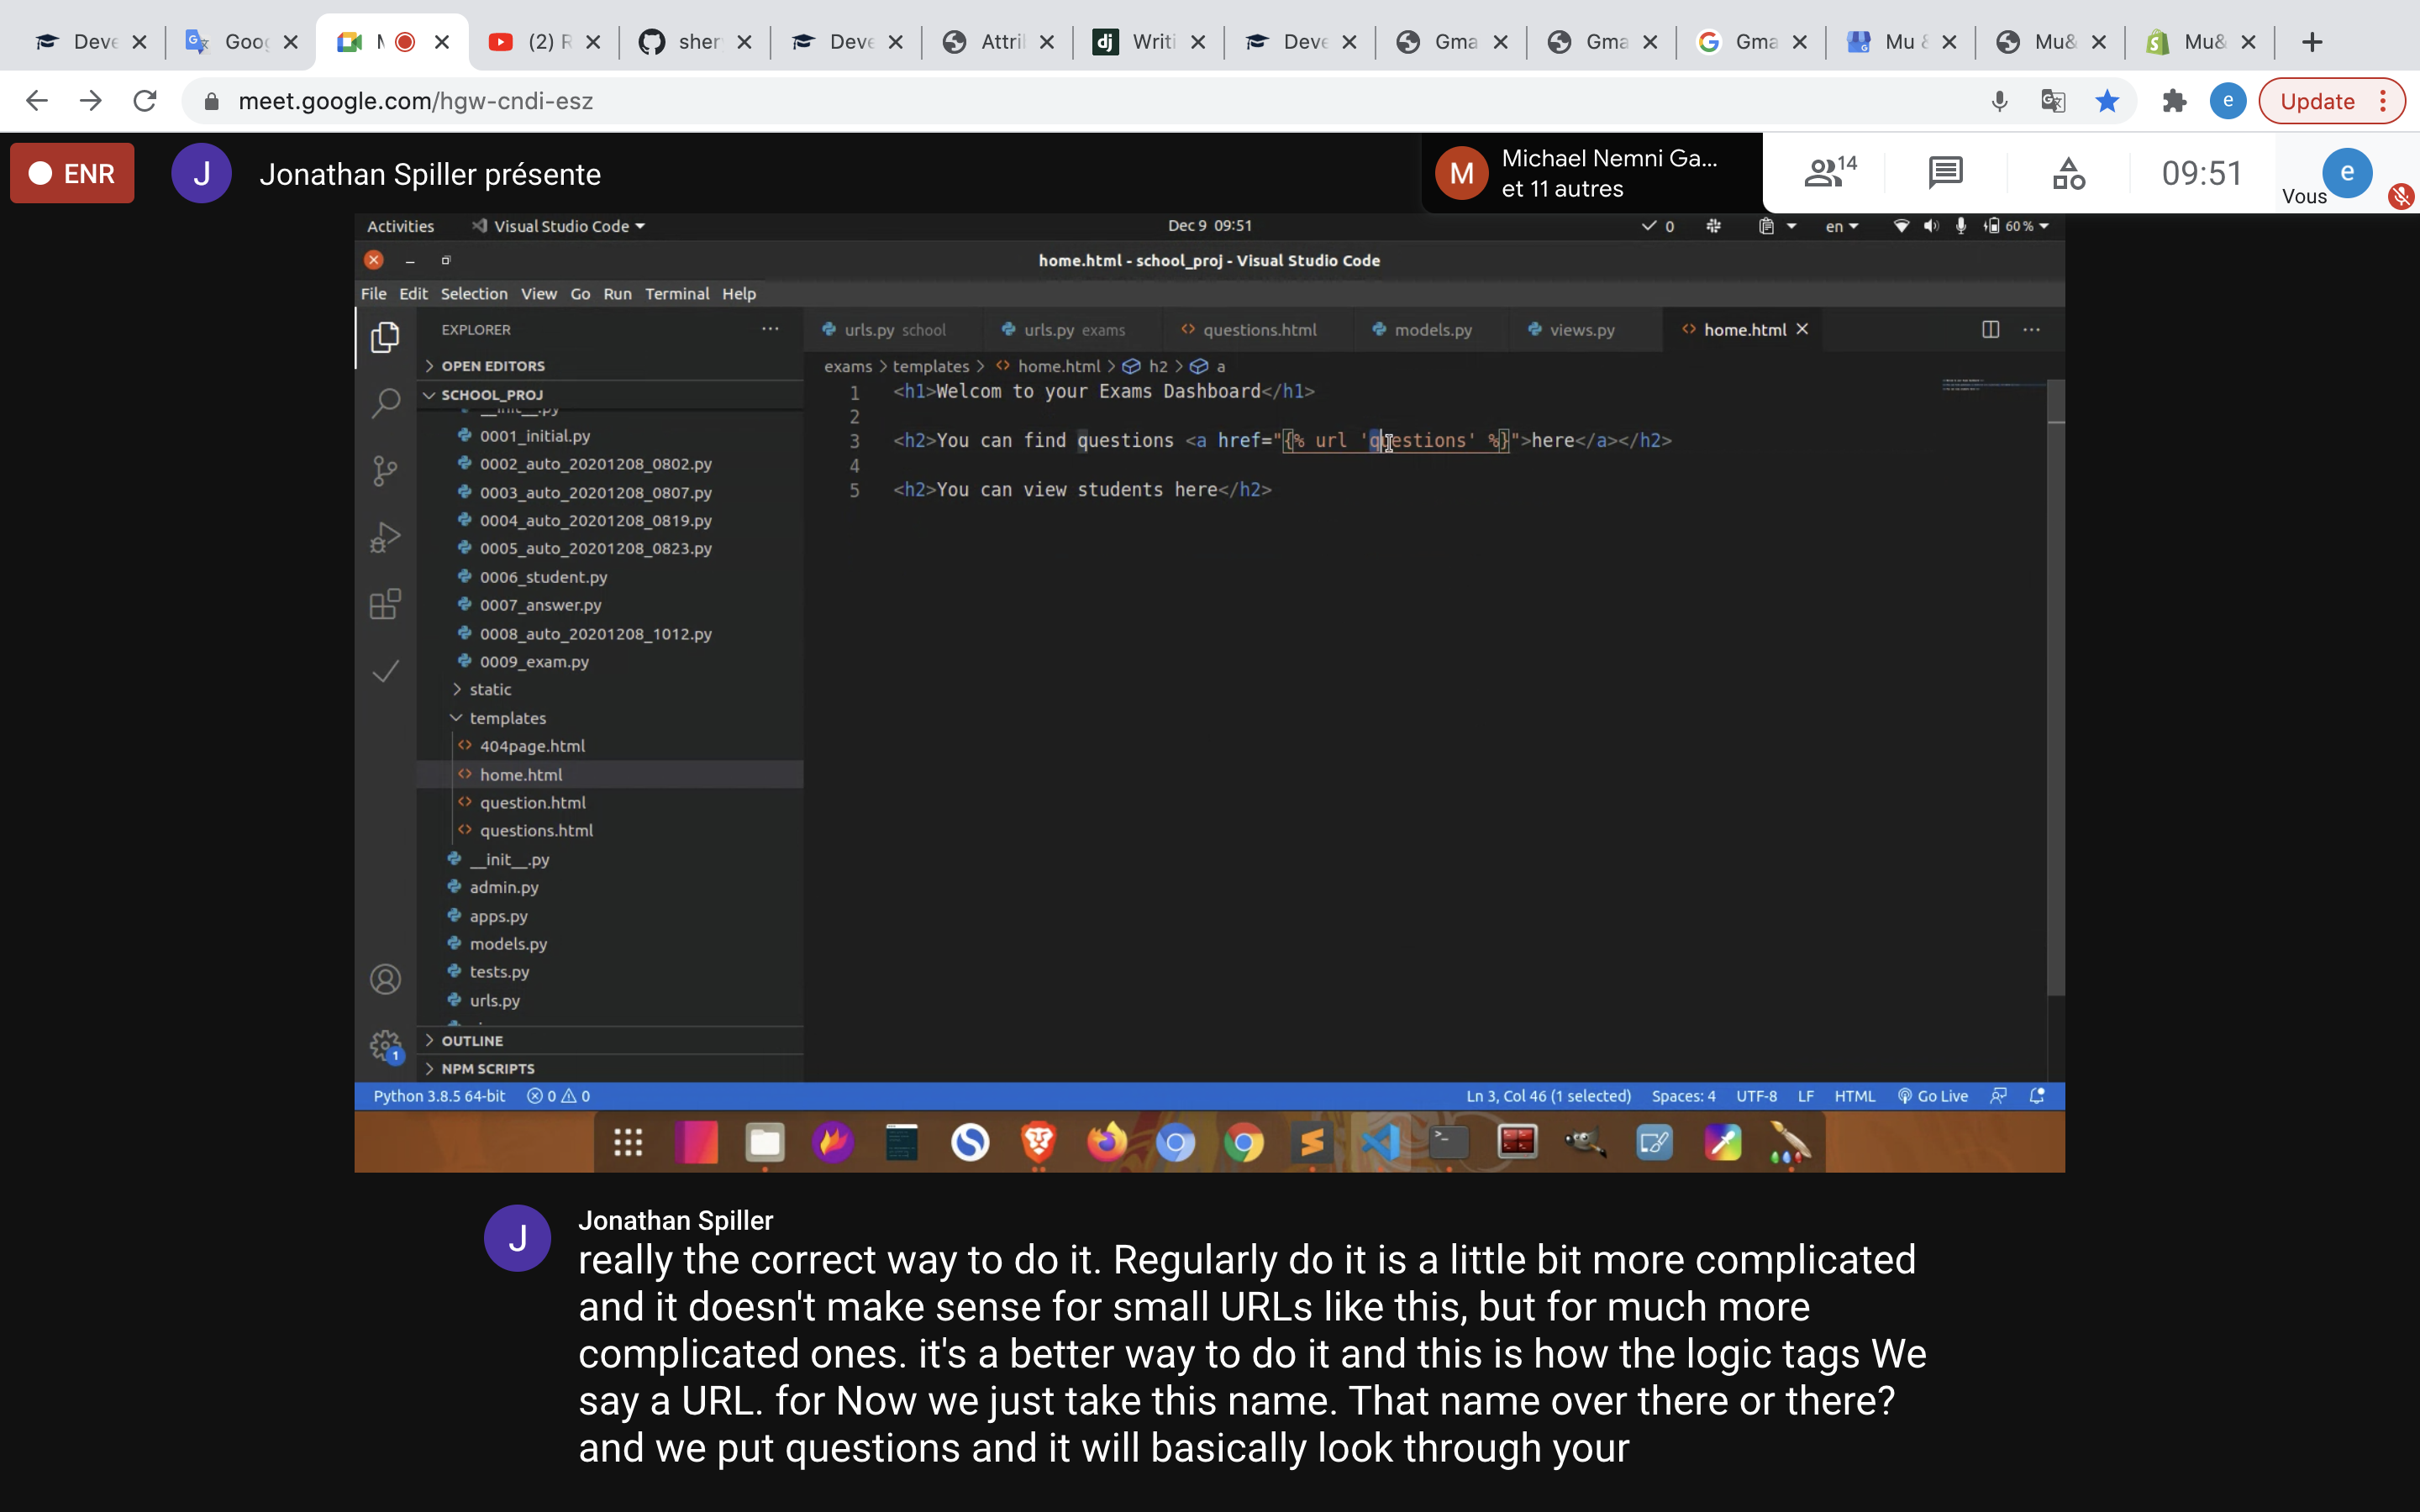 Deve
Goog
M
(2) R
sher
Deve
Attril
dj
Writi
Deve
Gma
Gma
Gma
Mu &
Mu&
Mu&
meet.google.com/hgw-cndi-esz
e
Update
ENR
J
Jonathan Spiller présente
M
Michael Nemni Ga...
et 11 autres
14
09:51
Vous
e
Activities
Visual Studio Code
Dec 9 09:51
0
en
60 %
home.html - school_proj - Visual Studio Code
File Edit Selection View Go Run Terminal Help
EXPLORER
urls.py school
urls.py exams
questions.html
models.py
views.py
home.html
OPEN EDITORS
exams > templates > home.html > h2 > a
SCHOOL_PROJ
1 <h1>Welcom to your Exams Dashboard</h1>
2
3 <h2>You can find questions <a href="{% url 'questions' %}">here</a></h2>
4
5 <h2>You can view students here</h2>
__init__.py
0001_initial.py
0002_auto_20201208_0802.py
0003_auto_20201208_0807.py
0004_auto_20201208_0819.py
0005_auto_20201208_0823.py
0006_student.py
0007_answer.py
0008_auto_20201208_1012.py
0009_exam.py
static
templates
404page.html
home.html
question.html
questions.html
__init__.py
admin.py
apps.py
models.py
tests.py
urls.py
OUTLINE
NPM SCRIPTS
1
Python 3.8.5 64-bit
0
0
Ln 3, Col 46 (1 selected)
Spaces: 4
UTF-8
LF
HTML
Go Live
J
Jonathan Spiller
really the correct way to do it. Regularly do it is a little bit more complicated
and it doesn't make sense for small URLs like this, but for much more
complicated ones. it's a better way to do it and this is how the logic tags We
say a URL. for Now we just take this name. That name over there or there?
and we put questions and it will basically look through your